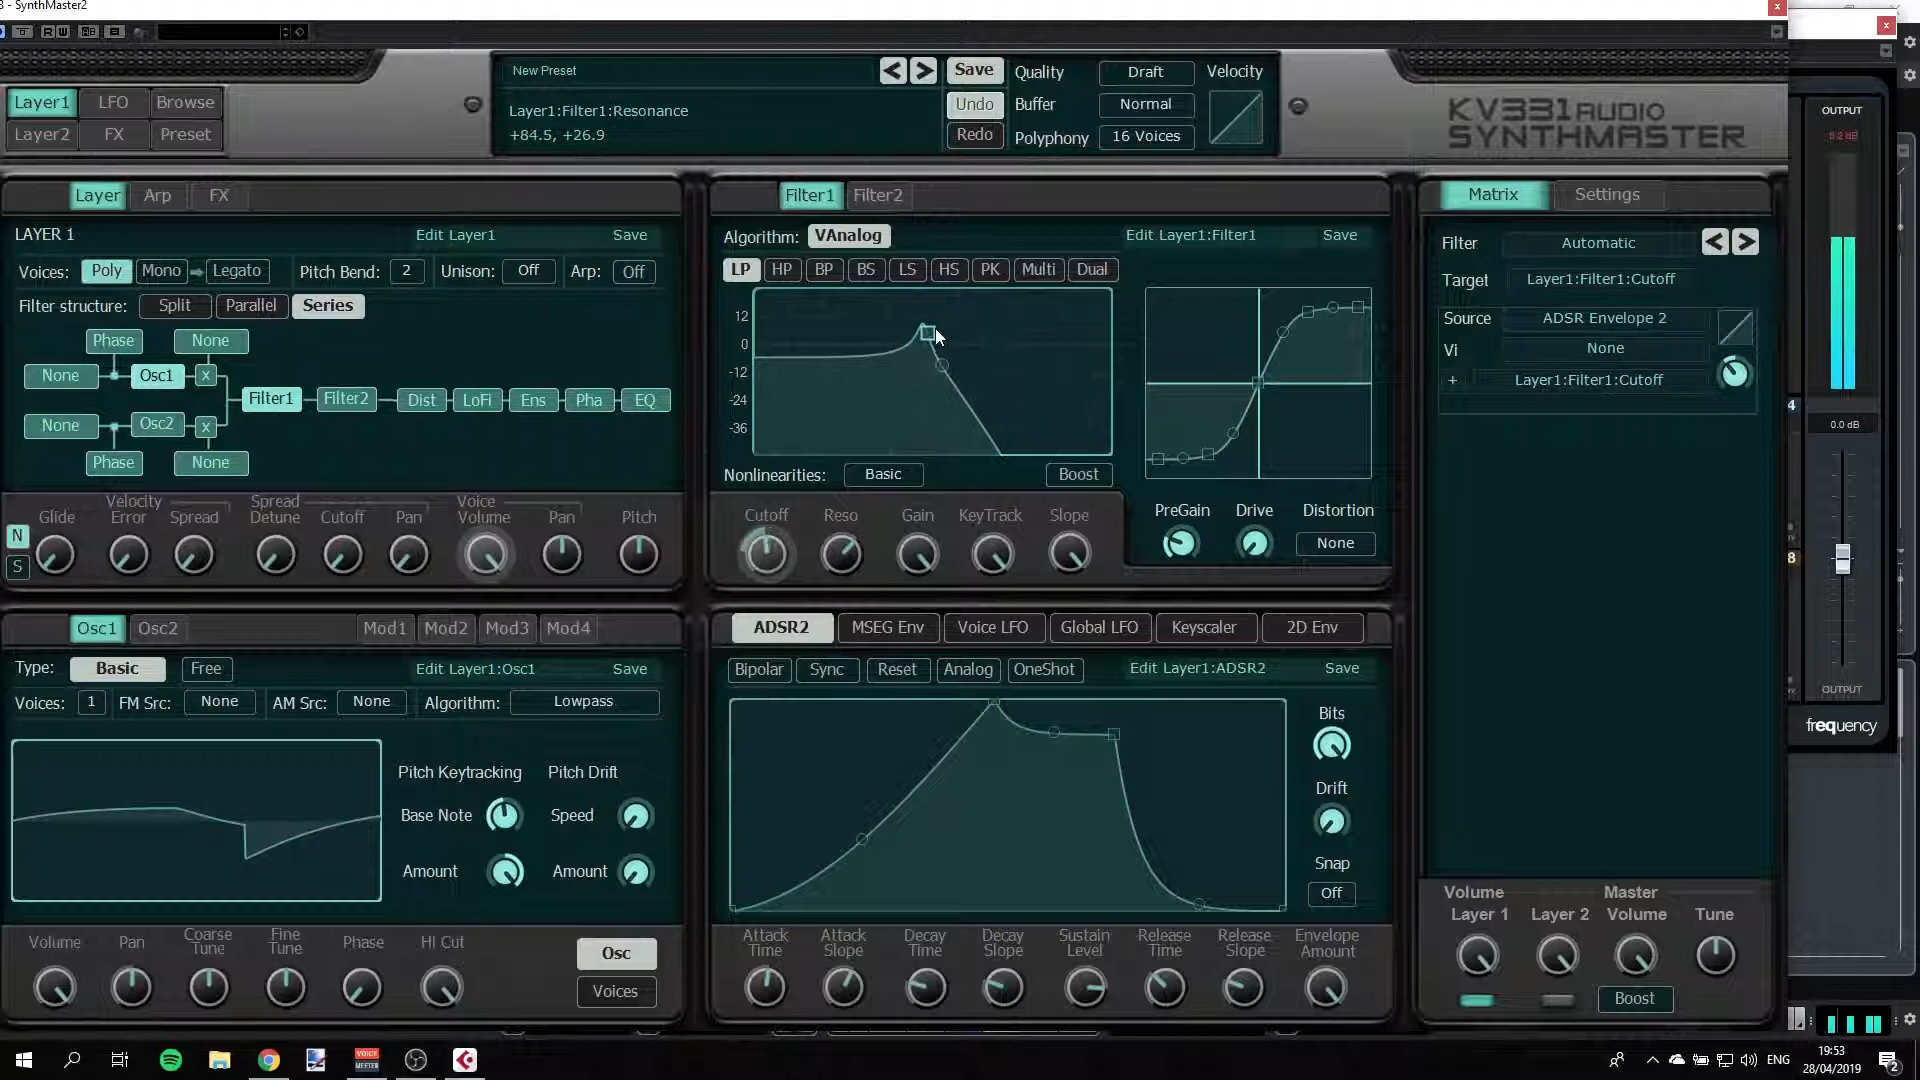 3 - SynthMaster2
R W
New Preset
Save
Quality
Draft
Velocity
Layer1:Filter1:Resonance
+84.5, +26.9
Undo
Buffer
Normal
Redo
Polyphony
16 Voices
Layer1
LFO
Browse
Layer2
FX
Preset
KV331 AUDIO
SYNTHMASTER
OUTPUT
Layer
Arp
FX
LAYER 1
Edit Layer1
Save
Voices:
Poly
Mono
Legato
Pitch Bend:
2
Unison:
Off
Arp:
Off
Filter structure:
Split
Parallel
Series
Phase
None
None
Osc1
x
Filter1
Filter2
Dist
LoFi
Ens
Pha
EQ
None
Osc2
x
Phase
None
Glide
Velocity
Error
Spread
Spread
Detune
Cutoff
Pan
Voice
Volume
Pan
Pitch
N
S
Filter1
Filter2
Algorithm:
VAnalog
Edit Layer1:Filter1
Save
LP
HP
BP
BS
LS
HS
PK
Multi
Dual
12
0
-12
-24
-36
Nonlinearities:
Basic
Boost
Cutoff
Reso
Gain
KeyTrack
Slope
PreGain
Drive
Distortion
None
Matrix
Settings
Filter
Automatic
Target
Layer1:Filter1:Cutoff
Source
ADSR Envelope 2
Vi
None
+
Layer1:Filter1:Cutoff
4
0.0 dB
8
OUTPUT
frequency
Osc1
Osc2
Mod1
Mod2
Mod3
Mod4
Type:
Basic
Free
Edit Layer1:Osc1
Save
Voices:
1
FM Src:
None
AM Src:
None
Algorithm:
Lowpass
Pitch Keytracking
Pitch Drift
Base Note
Speed
Amount
Amount
Volume
Pan
Coarse
Tune
Fine
Tune
Phase
HI Cut
Osc
Voices
ADSR2
MSEG Env
Voice LFO
Global LFO
Keyscaler
2D Env
Bipolar
Sync
Reset
Analog
OneShot
Edit Layer1:ADSR2
Save
Bits
Drift
Snap
Off
Attack
Time
Attack
Slope
Decay
Time
Decay
Slope
Sustain
Level
Release
Time
Release
Slope
Envelope
Amount
Volume
Layer 1
Layer 2
Master
Volume
Tune
Boost
VOICE
MEETER
ENG
19:53
28/04/2019
2